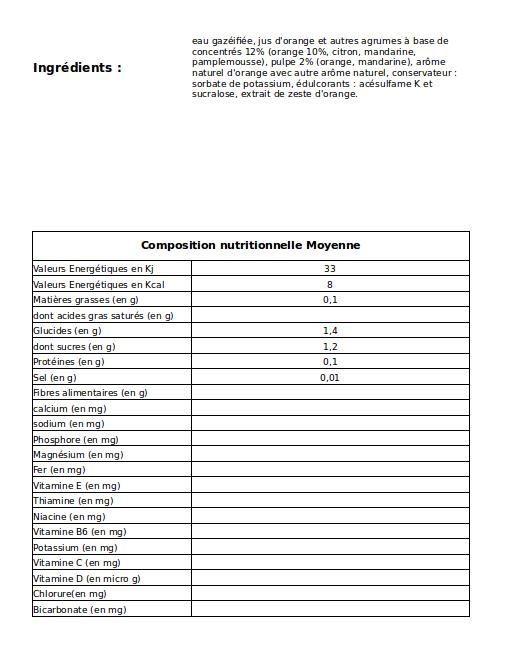 eau gazéifiée, jus d'orange et autres agrumes à base de
concentrés 12% (orange 10%, citron, mandarine,
pamplemousse), pulpe 2% (orange, mandarine), arôme
naturel d'orange avec autre arôme naturel, conservateur :
sorbate de potassium, édulcorants : acésulfame K et
sucralose, extrait de zeste d'orange.
Ingrédients :
Composition nutritionnelle Moyenne
Valeurs Energétiques en Kj 33
Valeurs Energétiques en Kcal 8
Matières grasses (en g) 0,1
dont acides gras saturés (en g)
Glucides (en g) 1,4
dont sucres (en g) 1,2
Protéines (en g) 0,1
Sel (en g) 0,01
Fibres alimentaires (en g)
calcium (en mg)
sodium (en mg)
Phosphore (en mg)
Magnésium (en mg)
Fer (en mg)
Vitamine E (en mg)
Thiamine (en mg)
Niacine (en mg)
Vitamine B6 (en mg)
Potassium (en mg)
Vitamine C (en mg)
Vitamine D (en micro g)
Chlorure(en mg)
Bicarbonate (en mg)